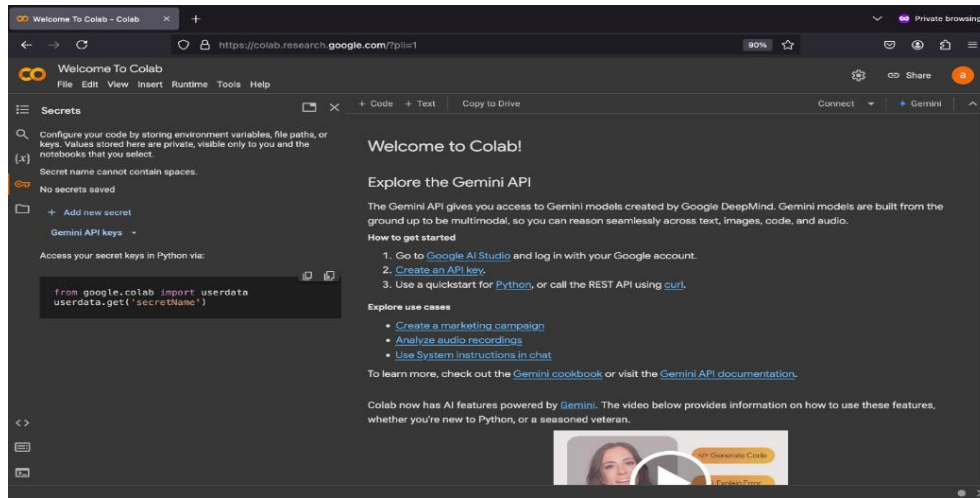 Welcome To Colab - Colab
Private browsing
https://colab.research.google.com/?pli=1
90%
Welcome To Colab
File Edit View Insert Runtime Tools Help
Share
a
Secrets
+ Code + Text Copy to Drive
Connect
Gemini
Configure your code by storing environment variables, file paths, or
keys. Values stored here are private, visible only to you and the
notebooks that you select.
Secret name cannot contain spaces.
No secrets saved
+ Add new secret
Gemini API keys
Access your secret keys in Python via:
from google.colab import userdata
userdata.get('secretName')
{x}
Welcome to Colab!
Explore the Gemini API
The Gemini API gives you access to Gemini models created by Google DeepMind. Gemini models are built from the
ground up to be multimodal, so you can reason seamlessly across text, images, code, and audio.
How to get started
1. Go to Google AI Studio and log in with your Google account.
2. Create an API key.
3. Use a quickstart for Python, or call the REST API using curl.
Explore use cases
• Create a marketing campaign
• Analyze audio recordings
• Use System instructions in chat
To learn more, check out the Gemini cookbook or visit the Gemini API documentation.
Colab now has AI features powered by Gemini. The video below provides information on how to use these features,
whether you're new to Python, or a seasoned veteran.
</> Generate Code
Explain Error